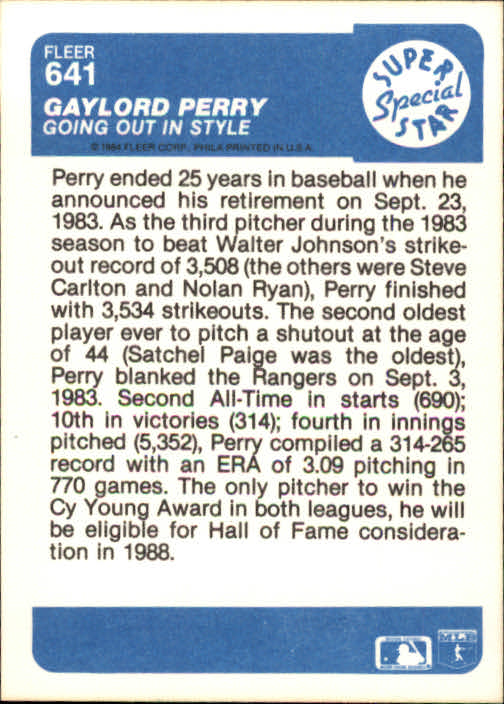 FLEER
641
GAYLORD PERRY
GOING OUT IN STYLE
© 1984 FLEER CORP. PHILA PRINTED IN U.S.A.
SUPER
Special
STAR
Perry ended 25 years in baseball when he
announced his retirement on Sept. 23,
1983. As the third pitcher during the 1983
season to beat Walter Johnson's strike-
out record of 3,508 (the others were Steve
Carlton and Nolan Ryan), Perry finished
with 3,534 strikeouts. The second oldest
player ever to pitch a shutout at the age
of 44 (Satchel Paige was the oldest),
Perry blanked the Rangers on Sept. 3,
1983. Second All-Time in starts (690);
10th in victories (314); fourth in innings
pitched (5,352), Perry compiled a 314-265
record with an ERA of 3.09 pitching in
770 games. The only pitcher to win the
Cy Young Award in both leagues, he will
be eligible for Hall of Fame considera-
tion in 1988.